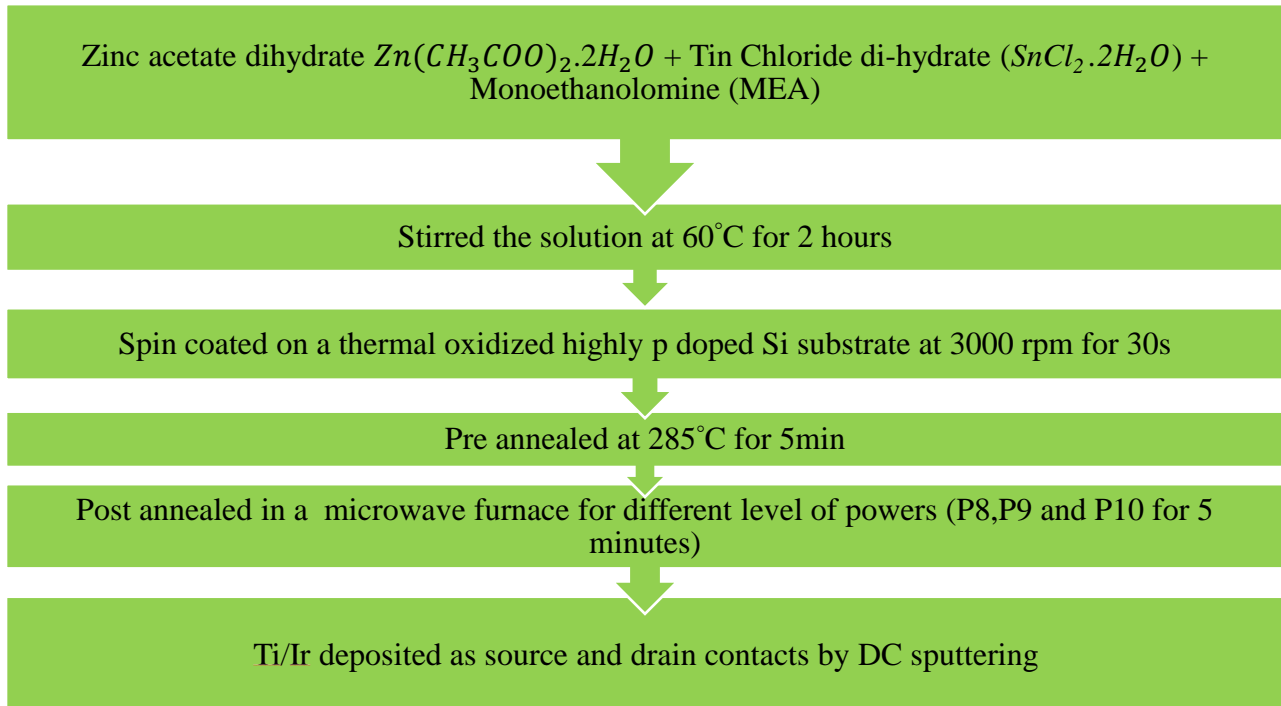 Zinc acetate dihydrate 𝑍𝑛(𝐶𝐻₃𝐶𝑂𝑂)₂.2𝐻₂𝑂 + Tin Chloride di-hydrate (SnCl₂.2H₂O) +
Monoethanolomine (MEA)
Stirred the solution at 60°C for 2 hours
Spin coated on a thermal oxidized highly p doped Si substrate at 3000 rpm for 30s
Pre annealed at 285°C for 5min
Post annealed in a microwave furnace for different level of powers (P8,P9 and P10 for 5
minutes)
Ti/Ir deposited as source and drain contacts by DC sputtering